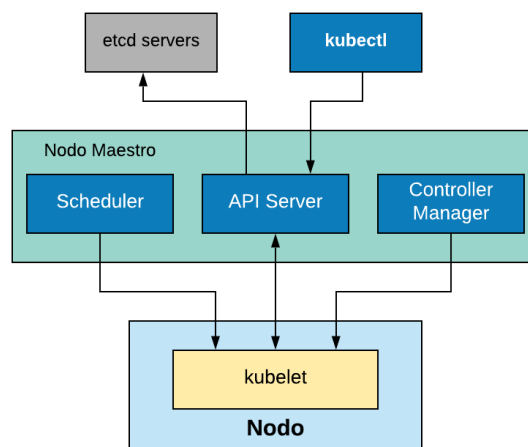 etcd servers
kubectl
Nodo Maestro
Scheduler
API Server
Controller
Manager
kubelet
Nodo